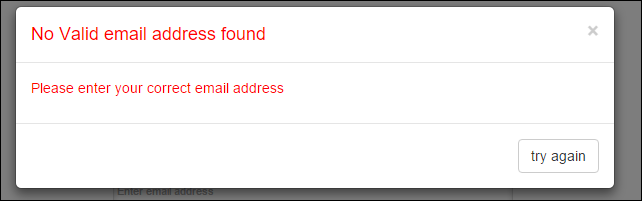 No Valid email address found
×
Please enter your correct email address
try again
Enter email address